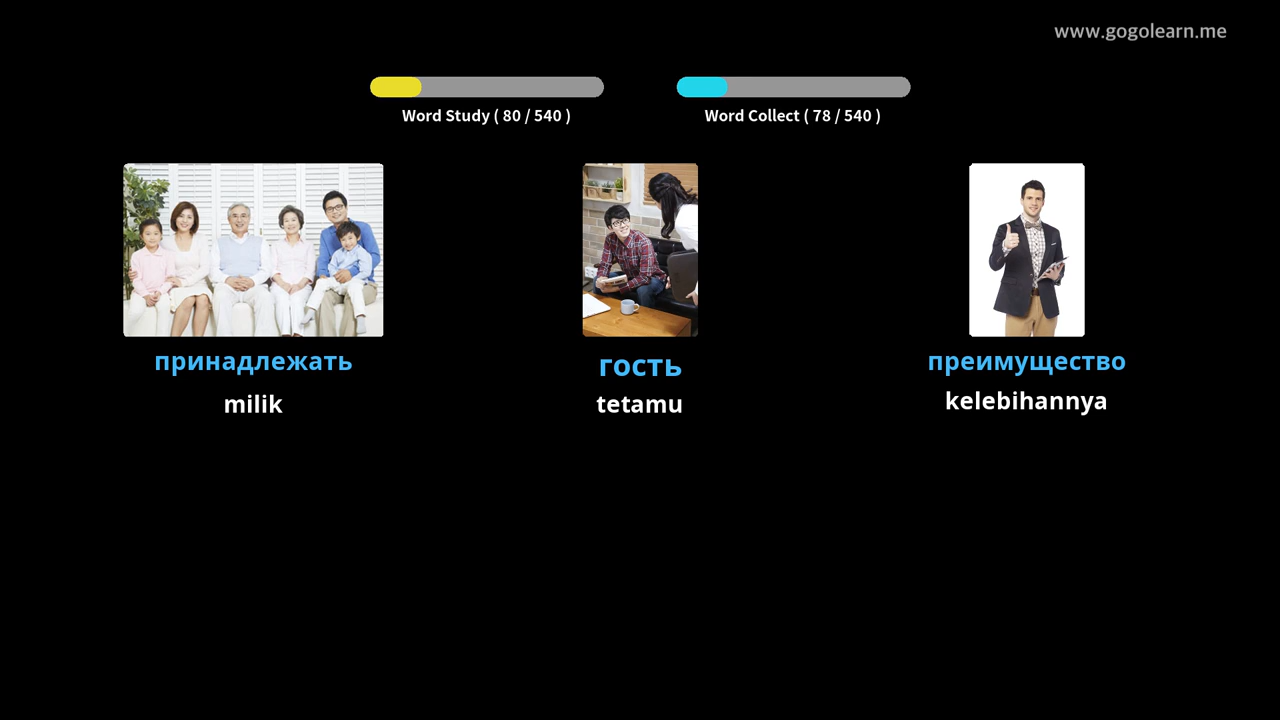 www.gogolearn.me
Word Study ( 80 / 540 )
Word Collect ( 78 / 540 )
принадлежать
milik
гость
tetamu
преимущество
kelebihannya